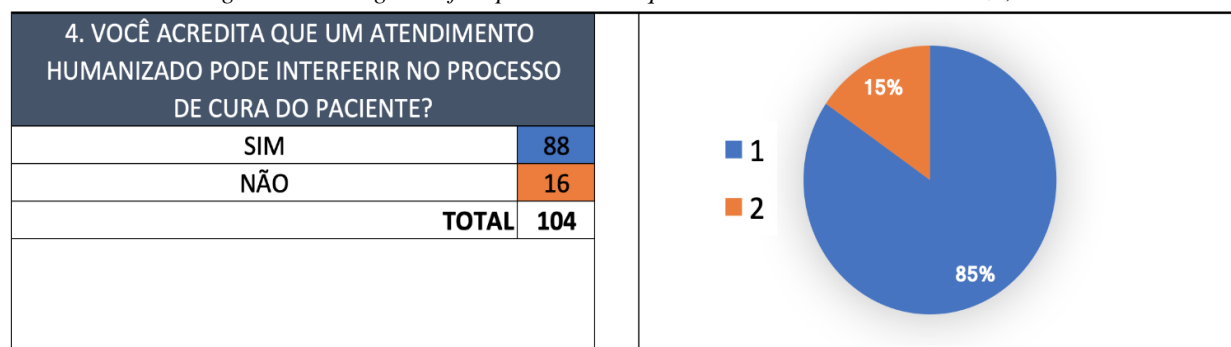 4. VOCÊ ACREDITA QUE UM ATENDIMENTO
HUMANIZADO PODE INTERFERIR NO PROCESSO
DE CURA DO PACIENTE?
SIM 88
NÃO 16
TOTAL 104
15%
1
2
85%